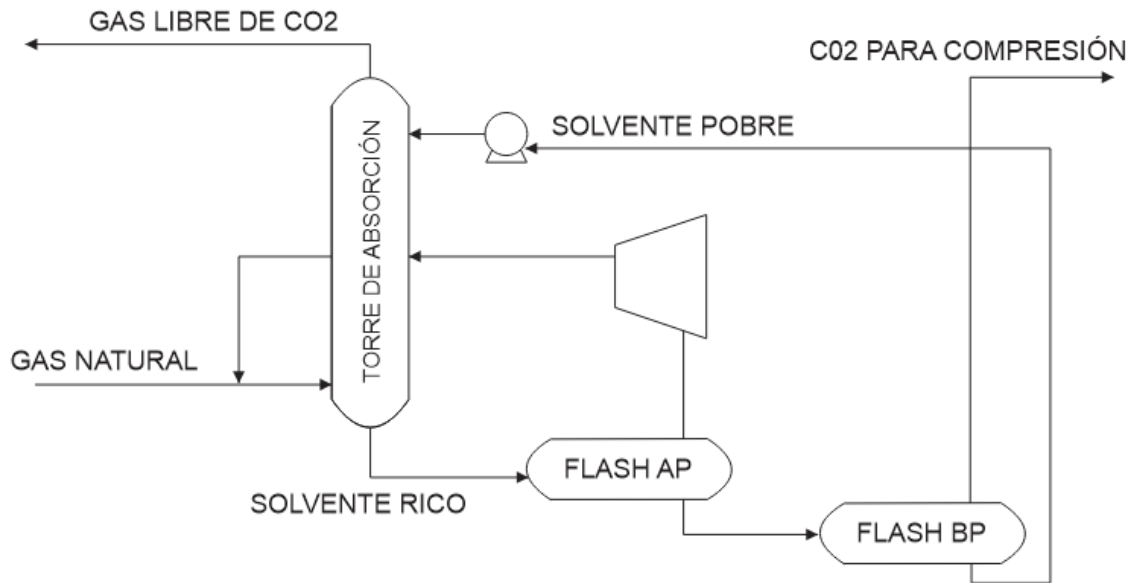 GAS LIBRE DE CO2
C02 PARA COMPRESIÓN
SOLVENTE POBRE
TORRE DE ABSORCIÓN
GAS NATURAL
FLASH AP
SOLVENTE RICO
FLASH BP